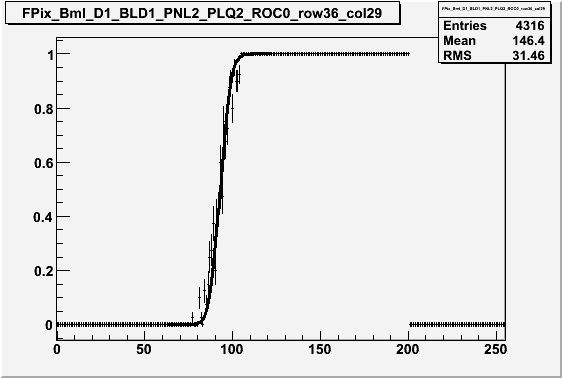 FPix_BmI_D1_BLD1_PNL2_PLQ2_ROC0_row36_col29
FPix_BmI_D1_BLD1_PNL2_PLQ2_ROC0_row36_col29
Entries 4316
Mean 146.4
RMS 31.46
1
0.8
0.6
0.4
0.2
0
0 50 100 150 200 250